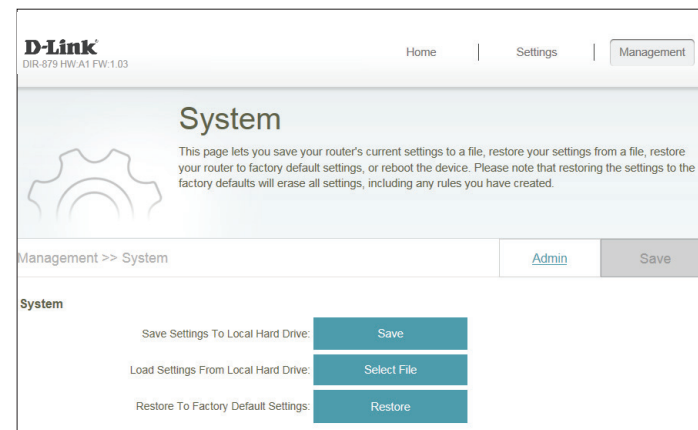 D-Link
DIR-879 HW:A1 FW:1.03
Home | Settings | Management
System
This page lets you save your router's current settings to a file, restore your settings from a file, restore
your router to factory default settings, or reboot the device. Please note that restoring the settings to the
factory defaults will erase all settings, including any rules you have created.
Management >> System
Admin
Save
System
Save Settings To Local Hard Drive: Save
Load Settings From Local Hard Drive: Select File
Restore To Factory Default Settings: Restore